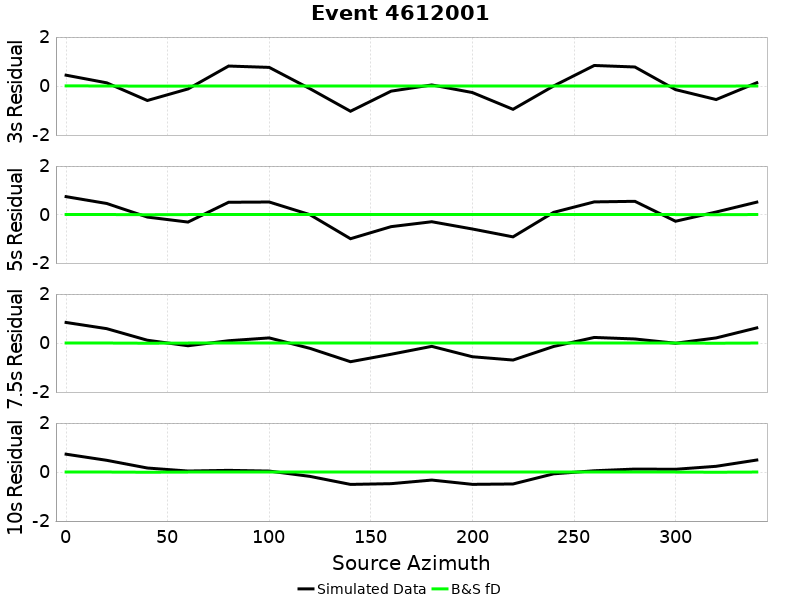 Event 4612001
3s Residual
2
0
-2
5s Residual
2
0
-2
7.5s Residual
2
0
-2
10s Residual
2
0
-2
0 50 100 150 200 250 300
Source Azimuth
Simulated Data B&S fD